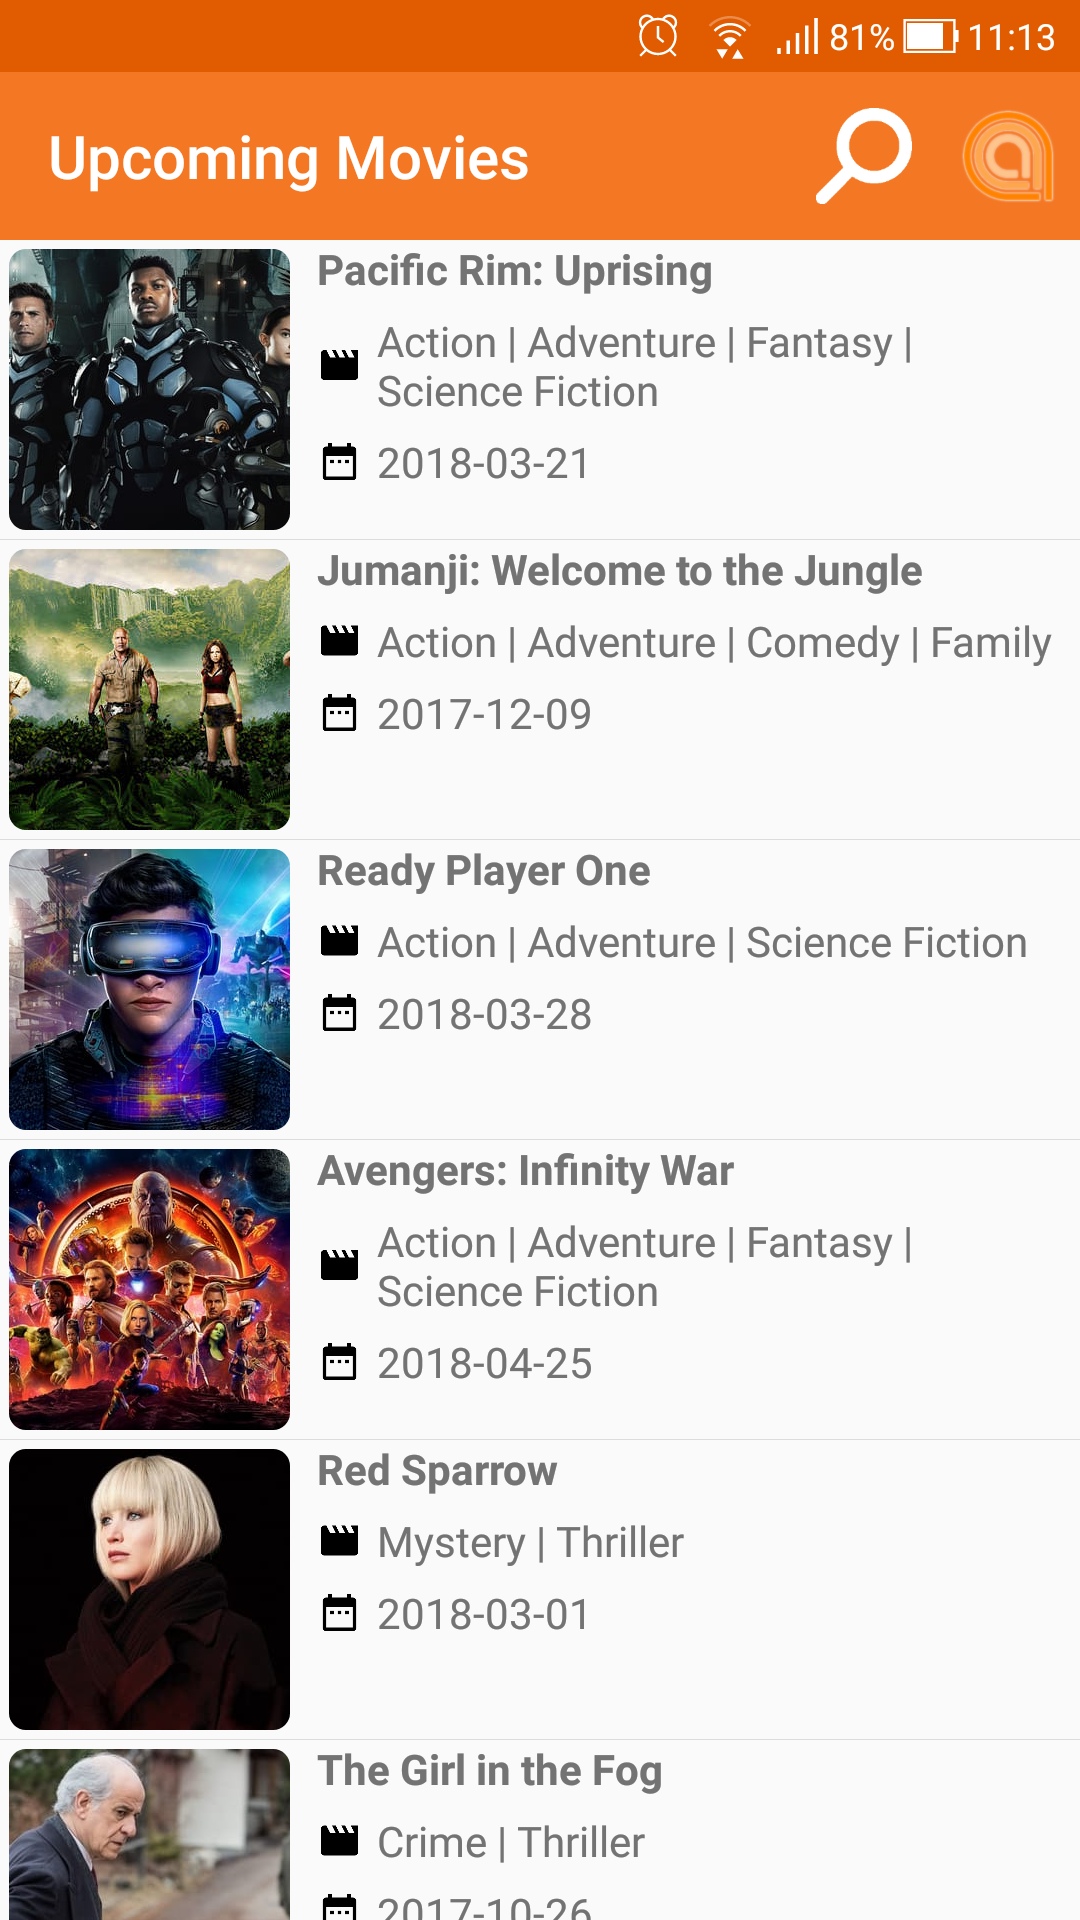 81% 11:13
Upcoming Movies
Pacific Rim: Uprising
Action | Adventure | Fantasy |
Science Fiction
2018-03-21
Jumanji: Welcome to the Jungle
Action | Adventure | Comedy | Family
2017-12-09
Ready Player One
Action | Adventure | Science Fiction
2018-03-28
Avengers: Infinity War
Action | Adventure | Fantasy |
Science Fiction
2018-04-25
Red Sparrow
Mystery | Thriller
2018-03-01
The Girl in the Fog
Crime | Thriller
2017-10-26